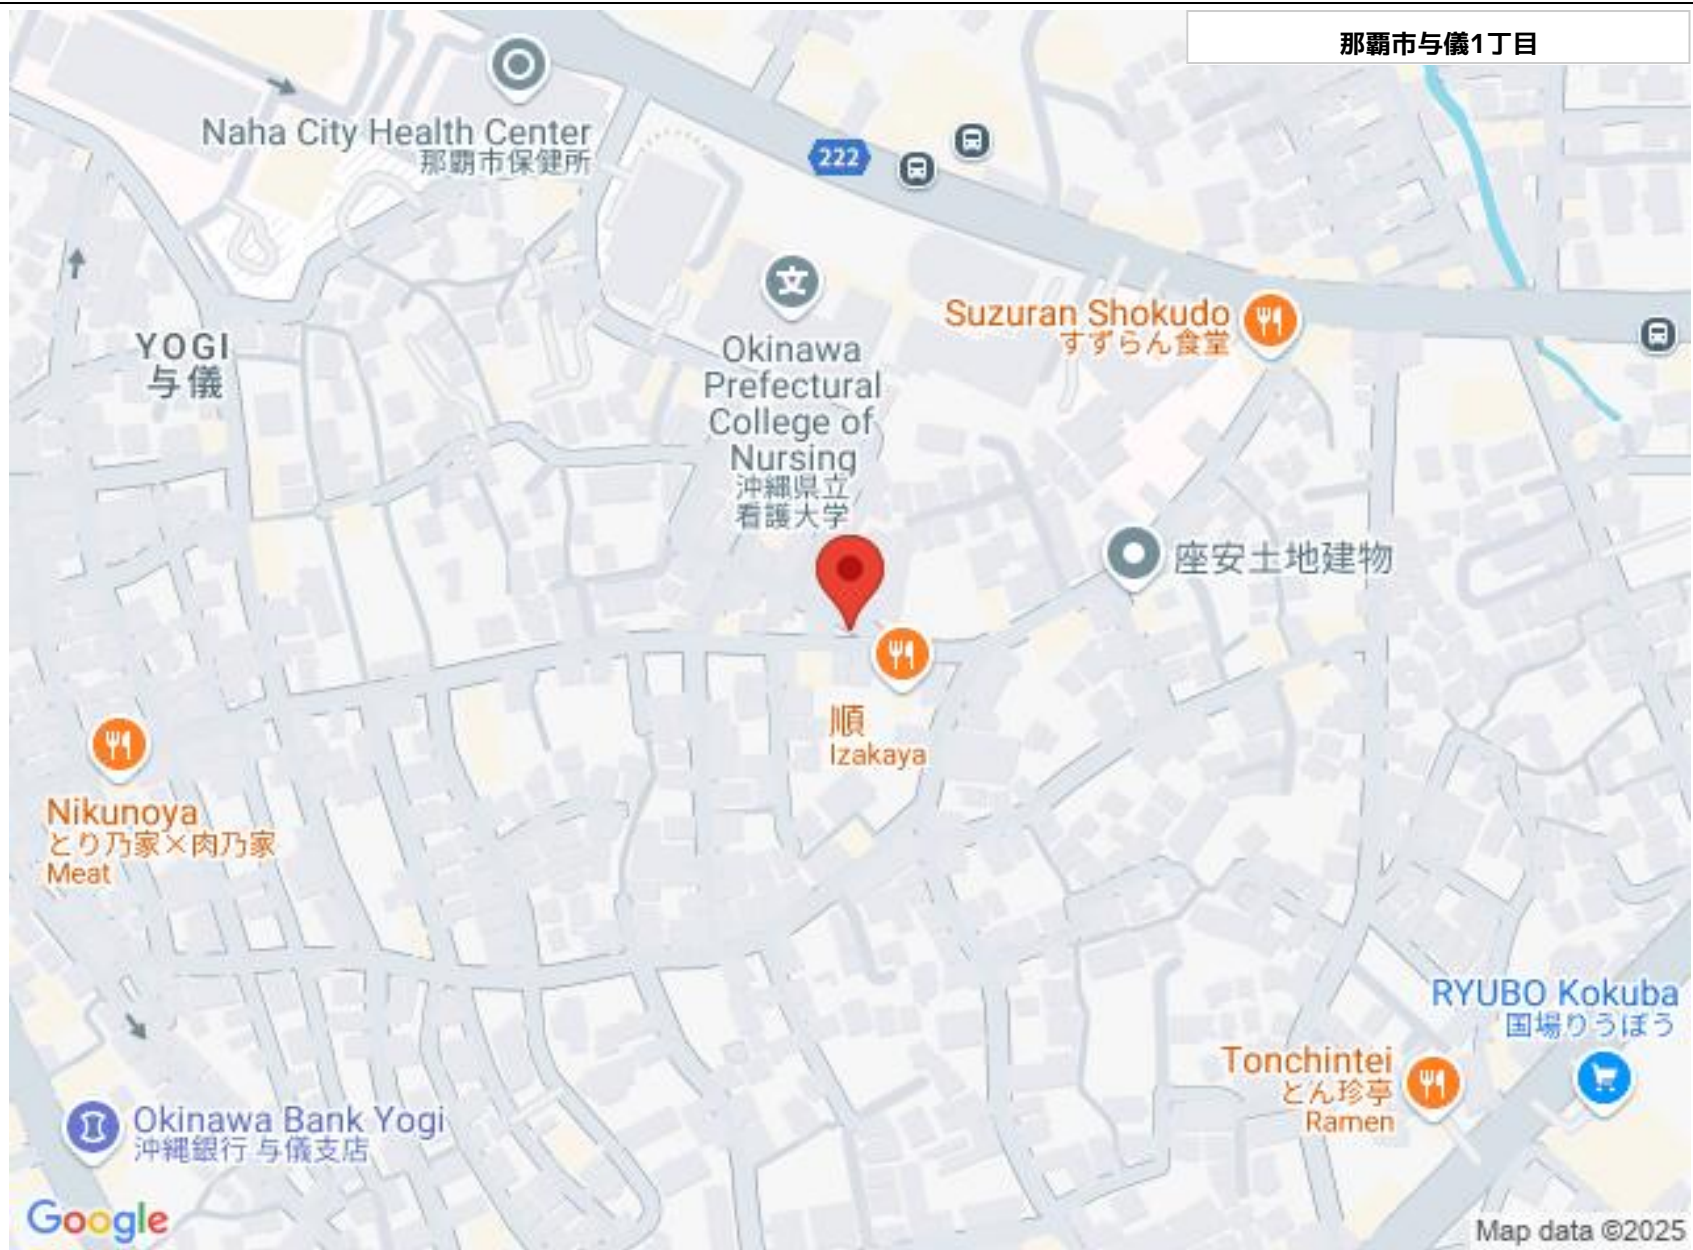 那覇市与儀1丁目
Naha City Health Center
那覇市保健所
222
YOGI
与儀
Okinawa
Prefectural
College of
Nursing
沖縄県立
看護大学
Suzuran Shokudo
すずらん食堂
座安土地建物
順
Izakaya
Nikunoya
とり乃家×肉乃家
Meat
RYUBO Kokuba
国場りうぼう
Tonchintei
とん珍亭
Ramen
Okinawa Bank Yogi
沖縄銀行 与儀支店
Google
Map data ©2025